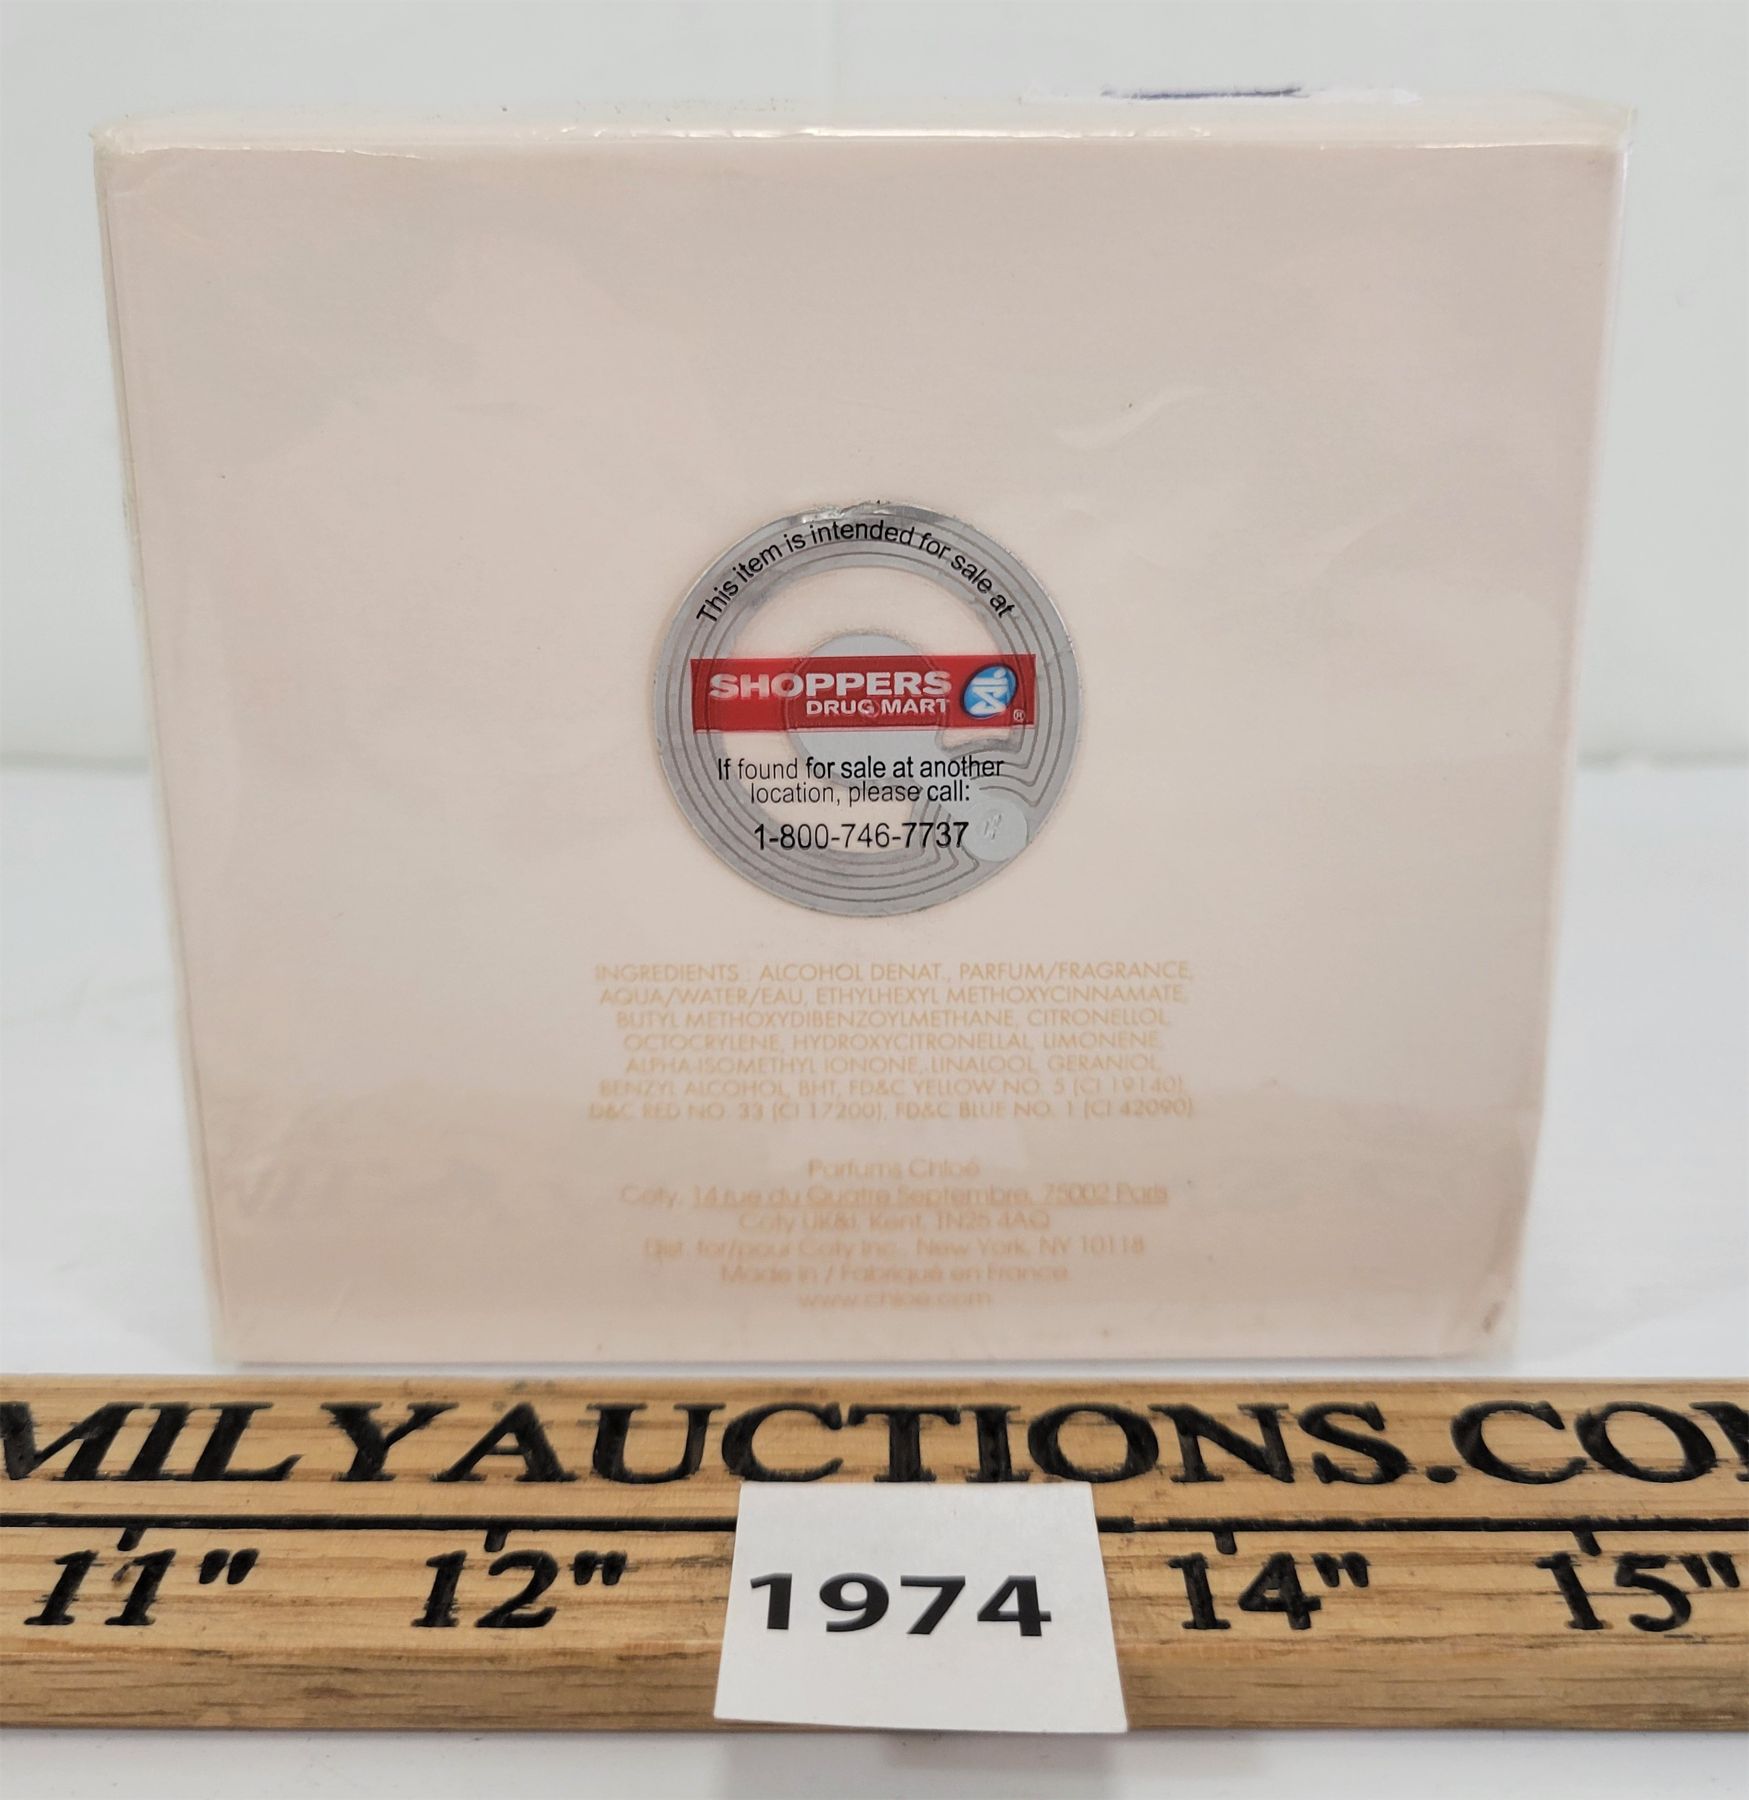 This item is intended for sale at
SHOPPERS
DRUG MART
®
If found for sale at another
location, please call:
1-800-746-7737
INGREDIENTS : ALCOHOL DENAT., PARFUM/FRAGRANCE,
AQUA/WATER/EAU, ETHYLHEXYL METHOXYCINNAMATE,
BUTYL METHOXYDIBENZOYLMETHANE, CITRONELLOL,
OCTOCRYLENE, HYDROXYCITRONELLAL, LIMONENE,
ALPHA-ISOMETHYL IONONE, LINALOOL, GERANIOL,
BENZYL ALCOHOL, BHT, FD&C YELLOW NO. 5 (CI 19140),
D&C RED NO. 33 (CI 17200), FD&C BLUE NO. 1 (CI 42090)
Parfums Chloé
Coty, 14 rue du Quatre Septembre, 75002 Paris
Coty UK&I, Kent, TN25 4AQ
Dist. for/pour Coty Inc., New York, NY 10118
Made in / Fabriqué en France
www.chloe.com
MILYAUCTIONS.COM
11" 12" 14" 15"
1974